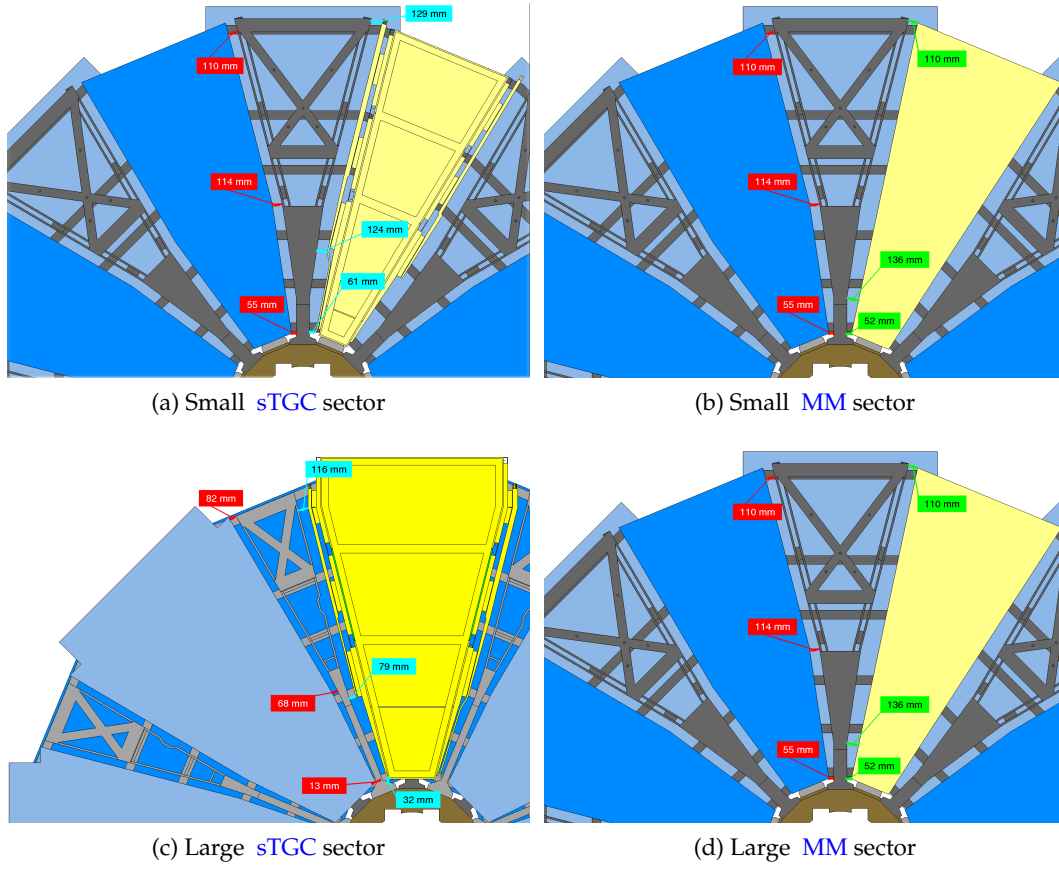 129 mm
110 mm
114 mm
124 mm
61 mm
55 mm
(a) Small sTGC sector
110 mm
110 mm
114 mm
136 mm
55 mm
52 mm
(b) Small MM sector
116 mm
82 mm
79 mm
68 mm
13 mm
32 mm
(c) Large sTGC sector
110 mm
110 mm
114 mm
136 mm
55 mm
52 mm
(d) Large MM sector